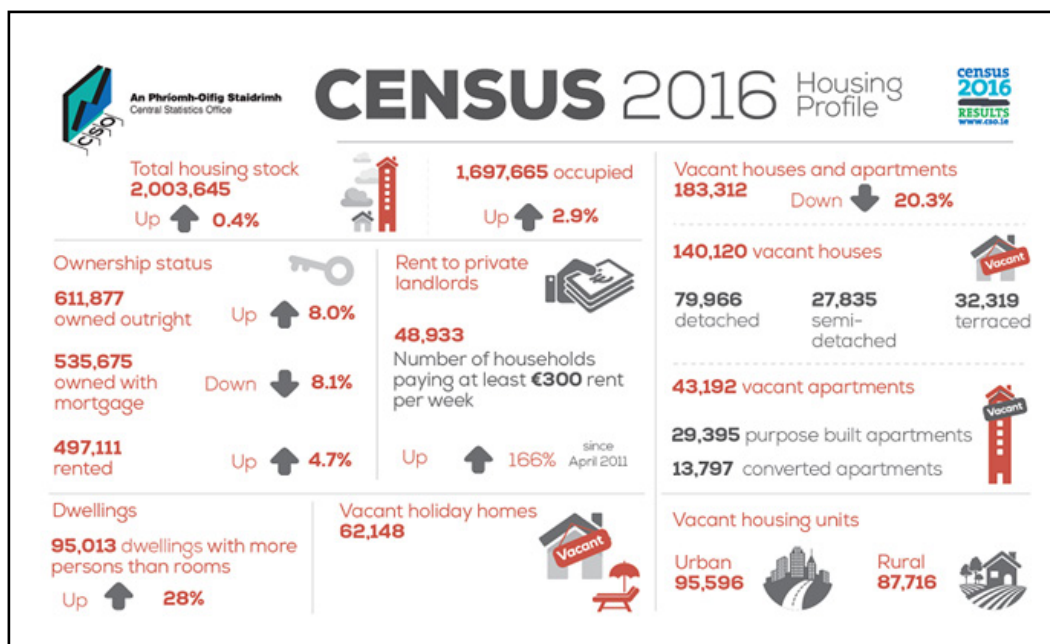 An Phríomh-Oifig Staidrimh
Central Statistics Office
CSO
CENSUS 2016 Housing
Profile
census
2016
RESULTS
www.cso.ie
Total housing stock
2,003,645
Up 0.4%
1,697,665 occupied
Up 2.9%
Vacant houses and apartments
183,312
Down 20.3%
Ownership status
611,877
owned outright
Up 8.0%
535,675
owned with
mortgage
Down 8.1%
497,111
rented
Up 4.7%
Rent to private
landlords
48,933
Number of households
paying at least €300 rent
per week
Up 166% since
April 2011
140,120 vacant houses
Vacant
79,966
detached
27,835
semi-
detached
32,319
terraced
43,192 vacant apartments
Vacant
29,395 purpose built apartments
13,797 converted apartments
Dwellings
95,013 dwellings with more
persons than rooms
Up 28%
Vacant holiday homes
62,148
Vacant
Vacant housing units
Urban
95,596
Rural
87,716